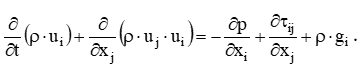 ∂/∂t (ρ·u_i) + ∂/∂x_j (ρ·u_j·u_i) = −∂p/∂x_i + ∂τ_ij/∂x_j + ρ·g_i .